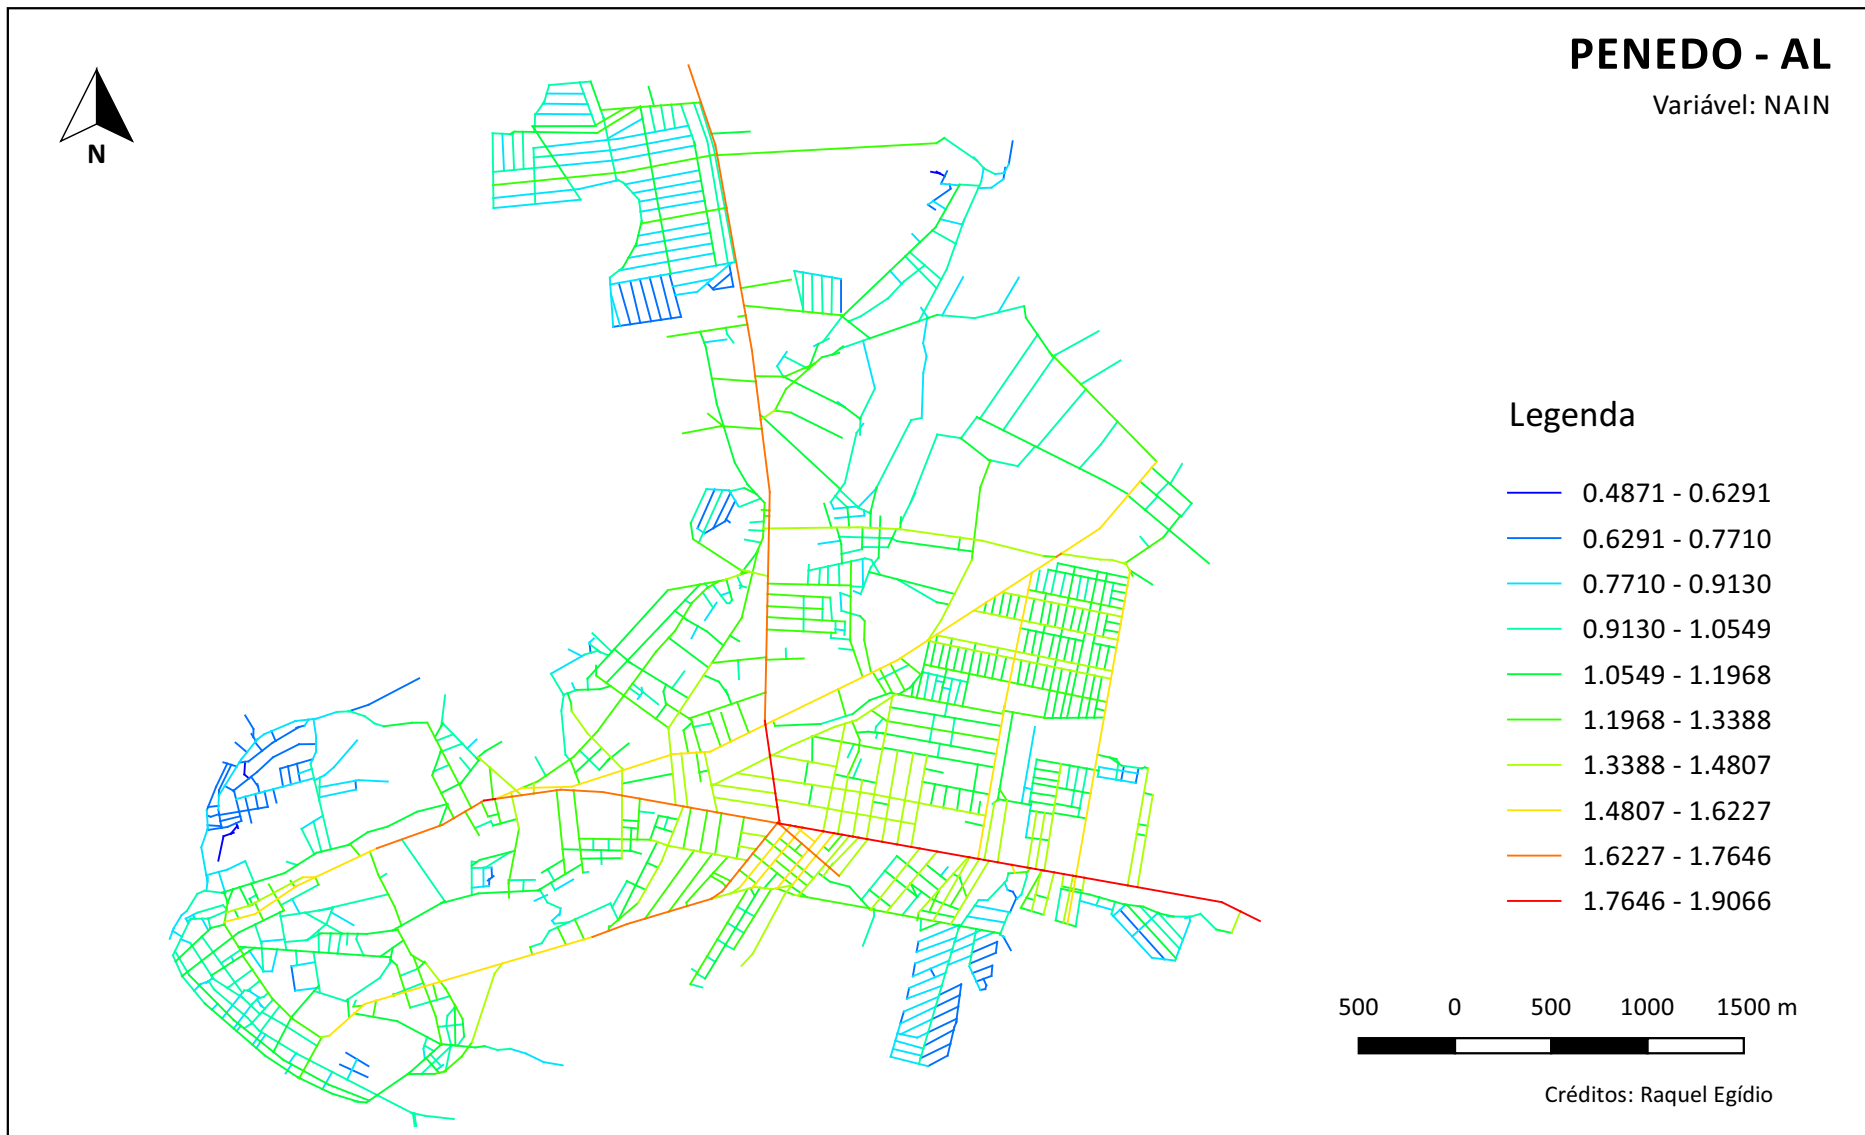 PENEDO - AL
Variável: NAIN
N
Legenda
0.4871 - 0.6291
0.6291 - 0.7710
0.7710 - 0.9130
0.9130 - 1.0549
1.0549 - 1.1968
1.1968 - 1.3388
1.3388 - 1.4807
1.4807 - 1.6227
1.6227 - 1.7646
1.7646 - 1.9066
500 0 500 1000 1500 m
Créditos: Raquel Egídio